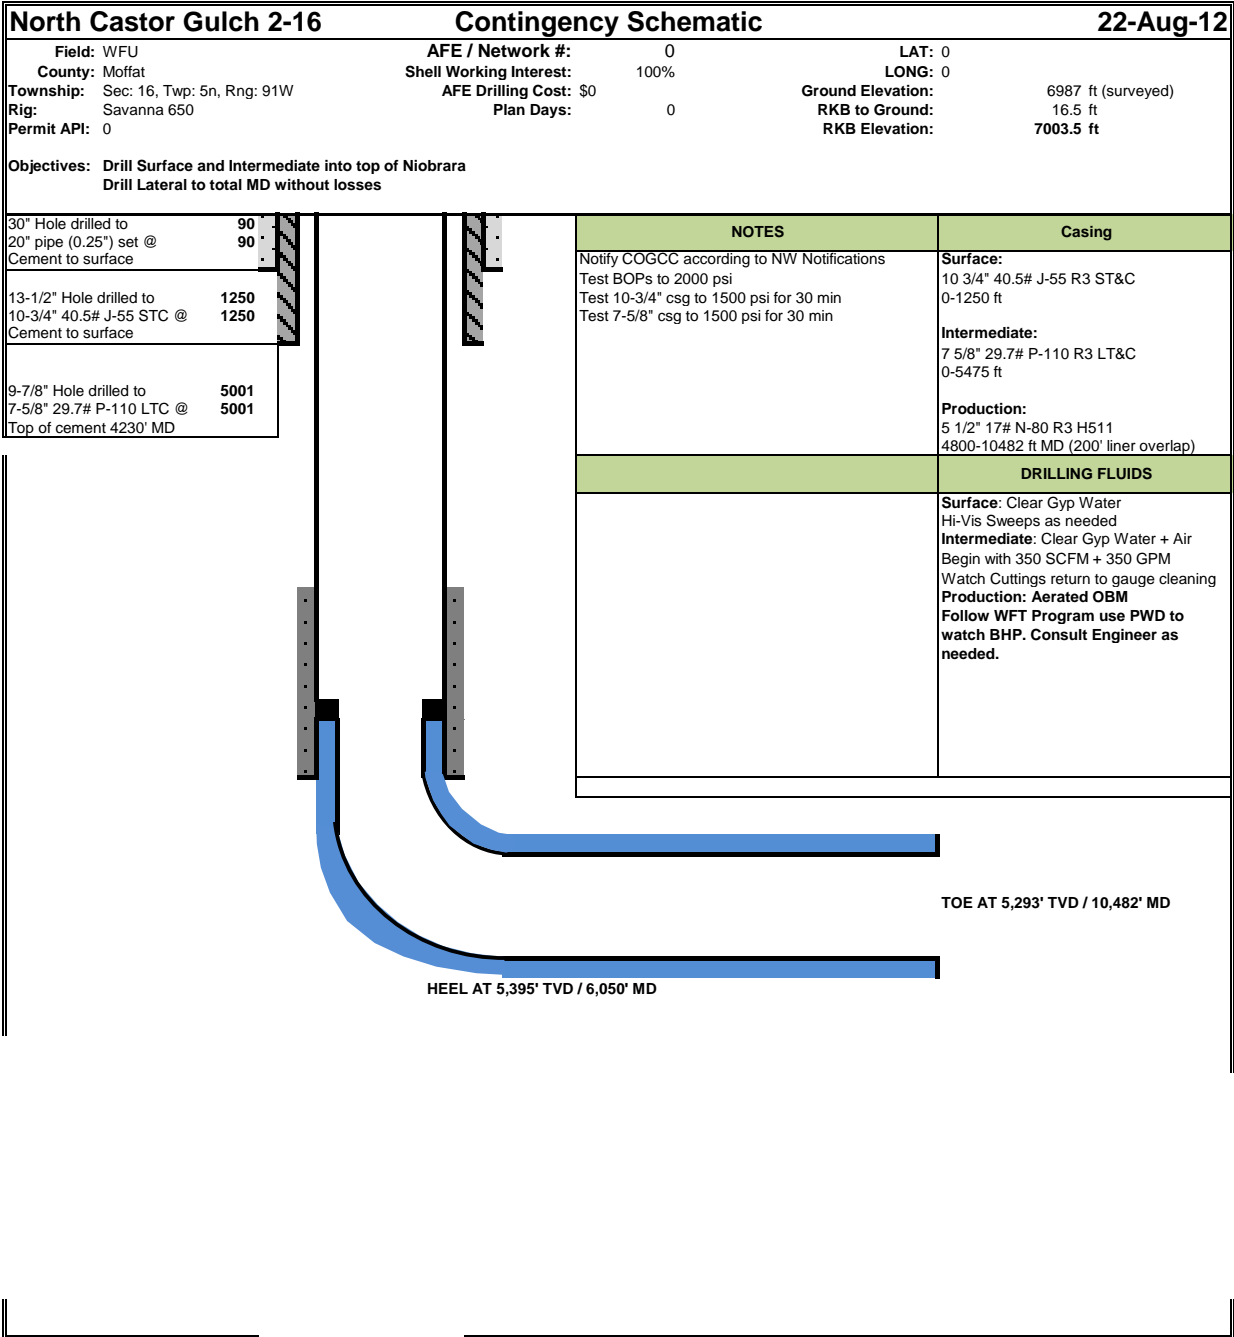 North Castor Gulch 2-16 Contingency Schematic 22-Aug-12
Field: WFU AFE / Network #: 0 LAT: 0
County: Moffat Shell Working Interest: 100% LONG: 0
Township: Sec: 16, Twp: 5n, Rng: 91W AFE Drilling Cost: $0 Ground Elevation: 6987 ft (surveyed)
Rig: Savanna 650 Plan Days: 0 RKB to Ground: 16.5 ft
Permit API: 0 RKB Elevation: 7003.5 ft
Objectives: Drill Surface and Intermediate into top of Niobrara
Drill Lateral to total MD without losses
30" Hole drilled to 90
20" pipe (0.25") set @ 90
Cement to surface
13-1/2" Hole drilled to 1250
10-3/4" 40.5# J-55 STC @ 1250
Cement to surface
9-7/8" Hole drilled to 5001
7-5/8" 29.7# P-110 LTC @ 5001
Top of cement 4230' MD
NOTES
Notify COGCC according to NW Notifications
Test BOPs to 2000 psi
Test 10-3/4" csg to 1500 psi for 30 min
Test 7-5/8" csg to 1500 psi for 30 min
Casing
Surface:
10 3/4" 40.5# J-55 R3 ST&C
0-1250 ft
Intermediate:
7 5/8" 29.7# P-110 R3 LT&C
0-5475 ft
Production:
5 1/2" 17# N-80 R3 H511
4800-10482 ft MD (200' liner overlap)
DRILLING FLUIDS
Surface: Clear Gyp Water
Hi-Vis Sweeps as needed
Intermediate: Clear Gyp Water + Air
Begin with 350 SCFM + 350 GPM
Watch Cuttings return to gauge cleaning
Production: Aerated OBM
Follow WFT Program use PWD to
watch BHP. Consult Engineer as
needed.
TOE AT 5,293' TVD / 10,482' MD
HEEL AT 5,395' TVD / 6,050' MD